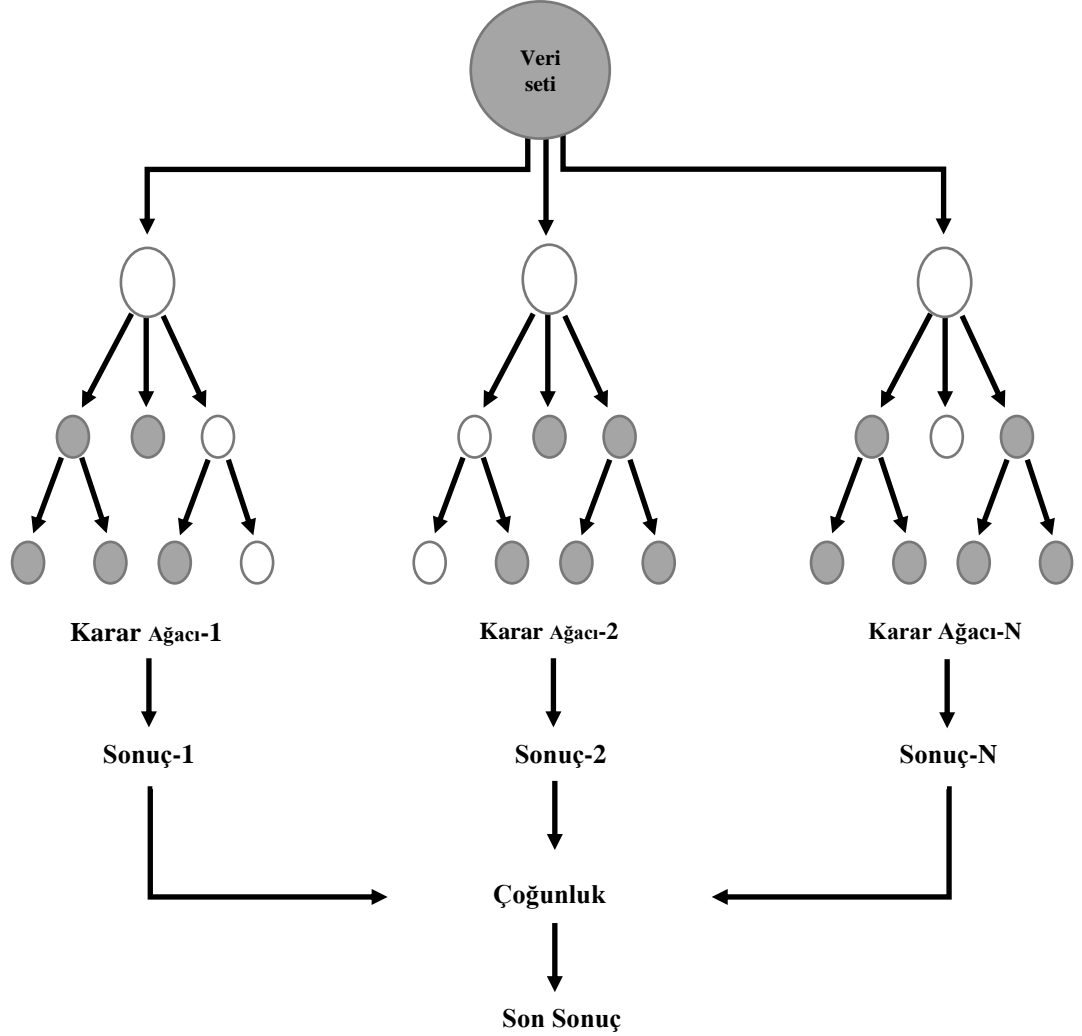 Veri
seti
Karar Ağacı-1
Karar Ağacı-2
Karar Ağacı-N
Sonuç-1
Sonuç-2
Sonuç-N
Çoğunluk
Son Sonuç